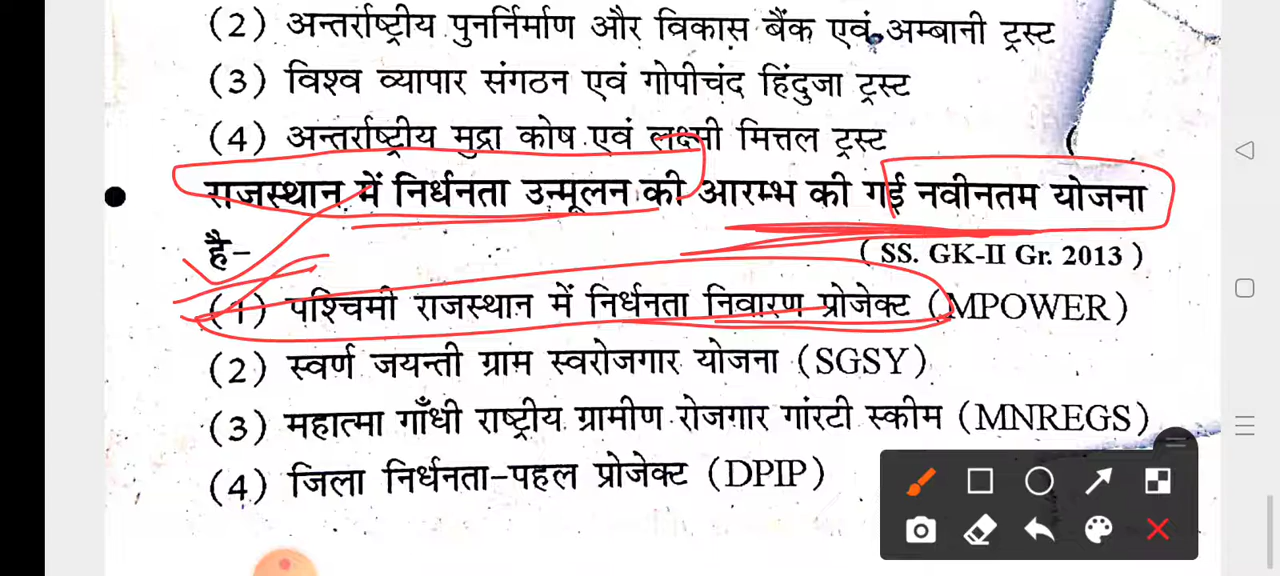 (2) अन्तर्राष्ट्रीय पुनर्निर्माण और विकास बैंक एवं अम्बानी ट्रस्ट
(3) विश्व व्यापार संगठन एवं गोपीचंद हिंदुजा ट्रस्ट
(4) अन्तर्राष्ट्रीय मुद्रा कोष एवं लक्ष्मी मित्तल ट्रस्ट (
राजस्थान में निर्धनता उन्मूलन की आरम्भ की गई नवीनतम योजना
है- ( SS. GK-II Gr. 2013 )
(1) पश्चिमी राजस्थान में निर्धनता निवारण प्रोजेक्ट (MPOWER)
(2) स्वर्ण जयन्ती ग्राम स्वरोजगार योजना (SGSY)
(3) महात्मा गाँधी राष्ट्रीय ग्रामीण रोजगार गांरटी स्कीम (MNREGS)
(4) जिला निर्धनता-पहल प्रोजेक्ट (DPIP)